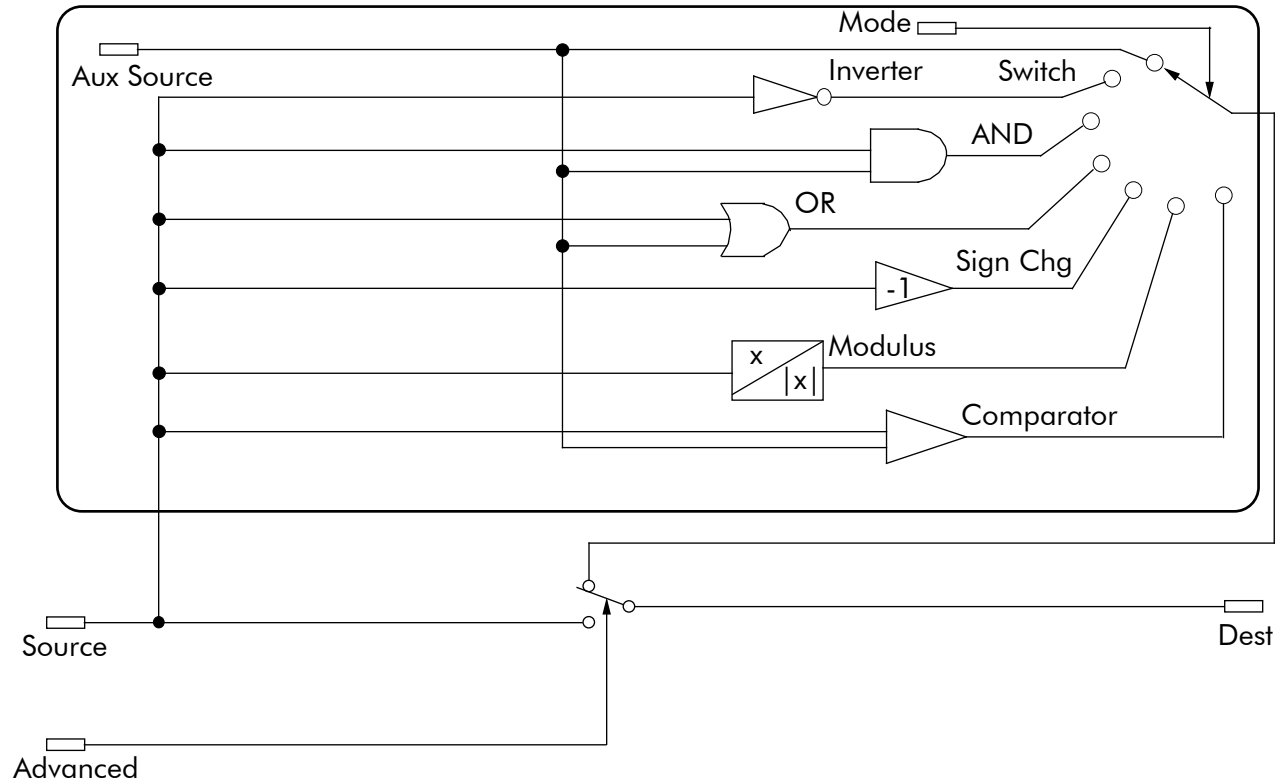 Mode
Aux Source
Inverter
Switch
AND
OR
Sign Chg
-1
Modulus
x
|x|
Comparator
Source
Dest
Advanced